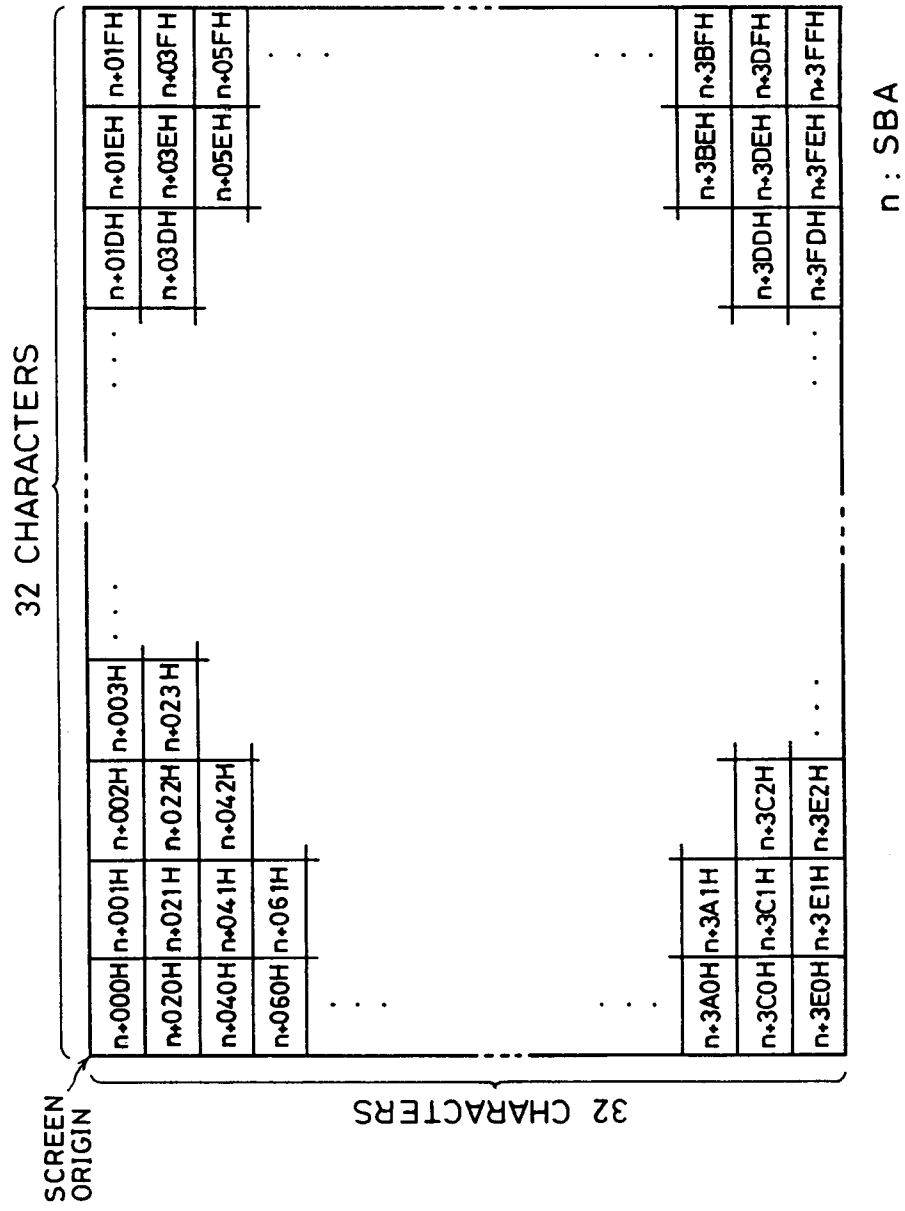 32 CHARACTERS
SCREEN
ORIGIN
n+000H n+001H n+002H n+003H . . . . . . n+01DH n+01EH n+01FH
n+020H n+021H n+022H n+023H n+03DH n+03EH n+03FH
n+040H n+041H n+042H n+05EH n+05FH
n+060H n+061H
. . . . . .
32 CHARACTERS
. . . . . .
n+3A0H n+3A1H n+3BEH n+3BFH
n+3C0H n+3C1H n+3C2H n+3DDH n+3DEH n+3DFH
n+3E0H n+3E1H n+3E2H . . . . . . n+3FDH n+3FEH n+3FFH
n : SBA